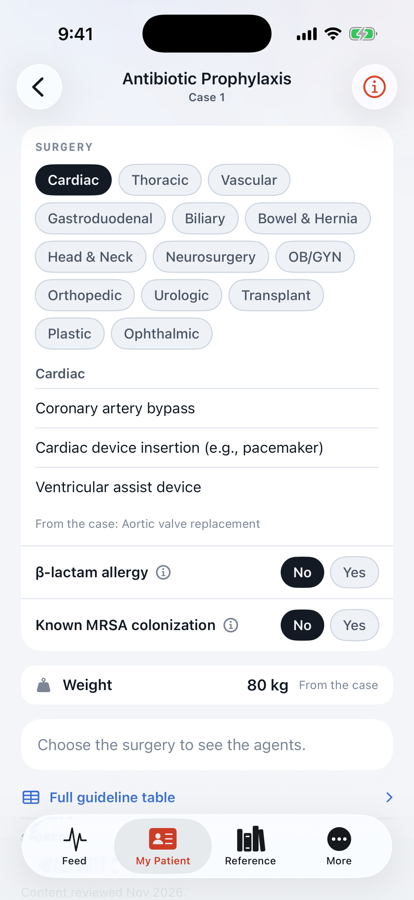 9:41
Antibiotic Prophylaxis
Case 1
SURGERY
Cardiac Thoracic Vascular
Gastroduodenal Biliary Bowel & Hernia
Head & Neck Neurosurgery OB/GYN
Orthopedic Urologic Transplant
Plastic Ophthalmic
Cardiac
Coronary artery bypass
Cardiac device insertion (e.g., pacemaker)
Ventricular assist device
From the case: Aortic valve replacement
β-lactam allergy No Yes
Known MRSA colonization No Yes
Weight 80 kg From the case
Choose the surgery to see the agents.
Full guideline table
Feed My Patient Reference More
Content reviewed Nov 2026